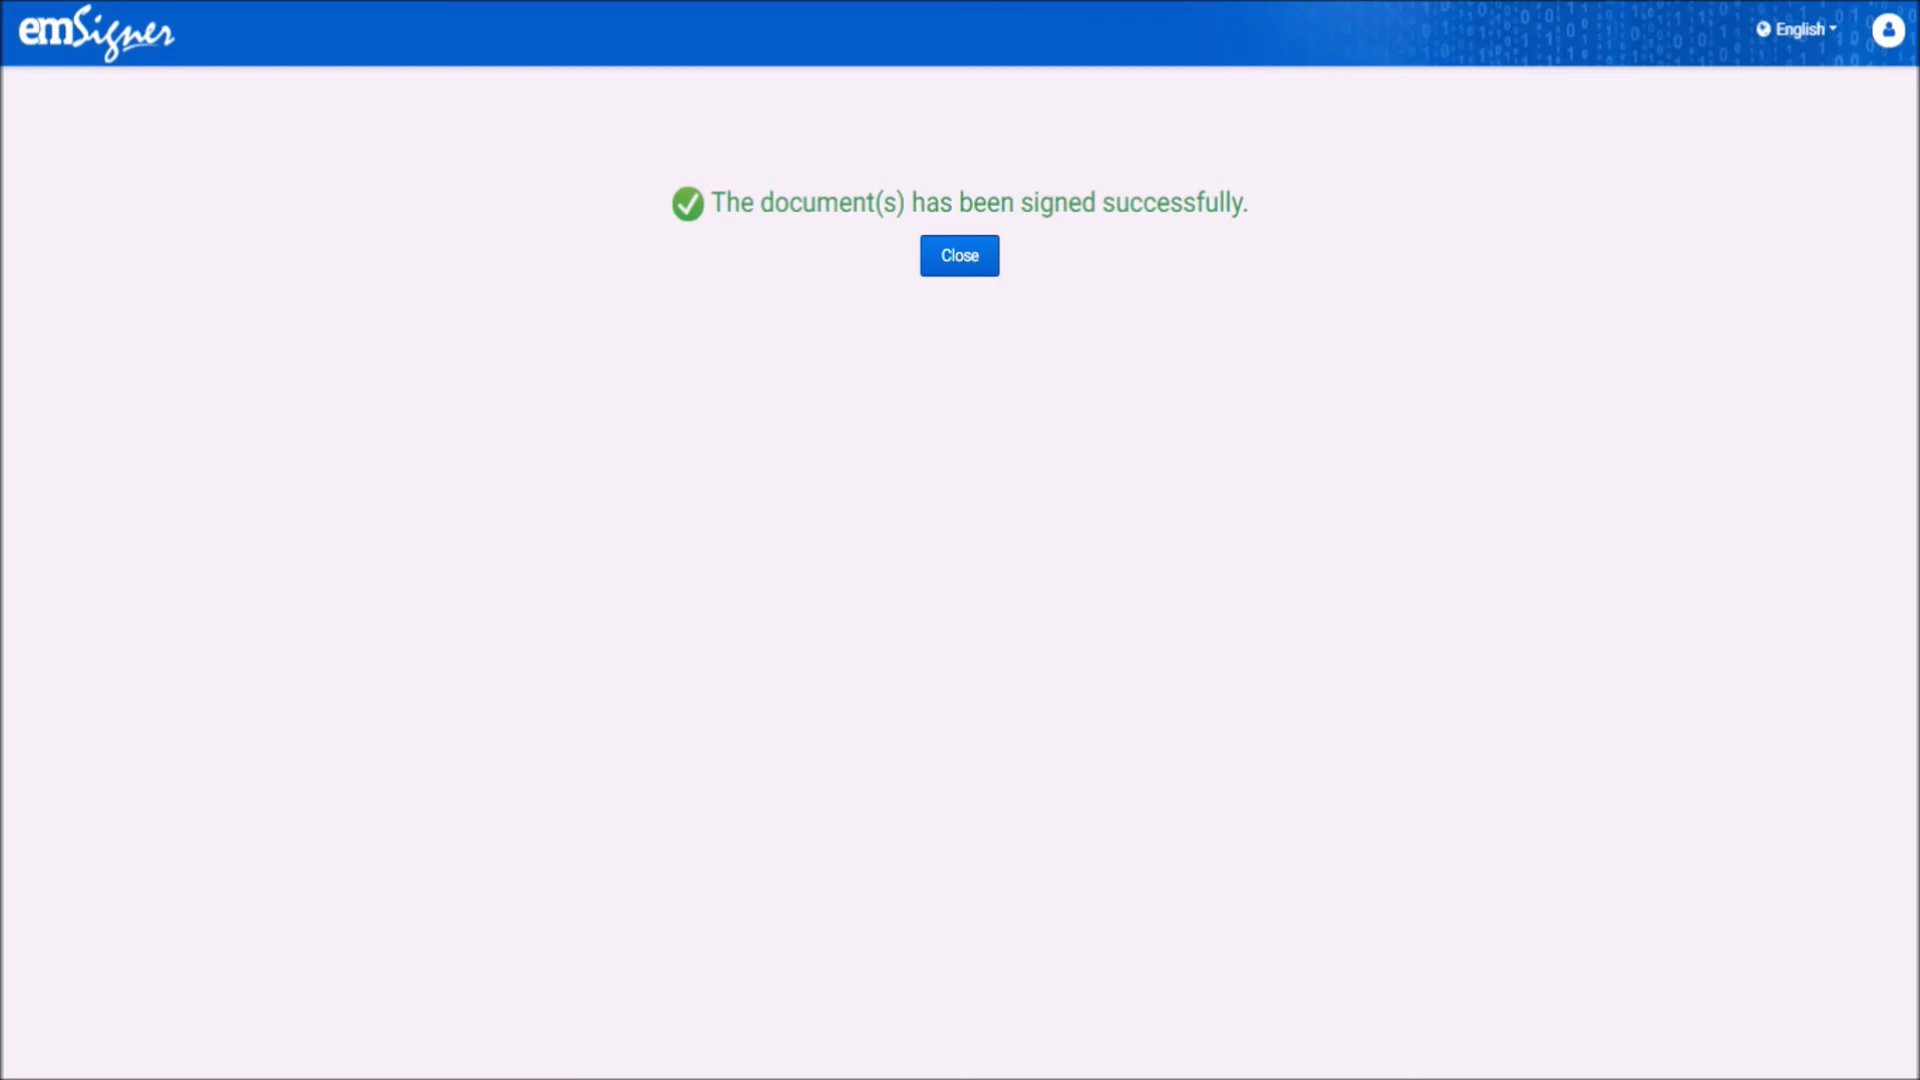 emSigner
English
The document(s) has been signed successfully.
Close